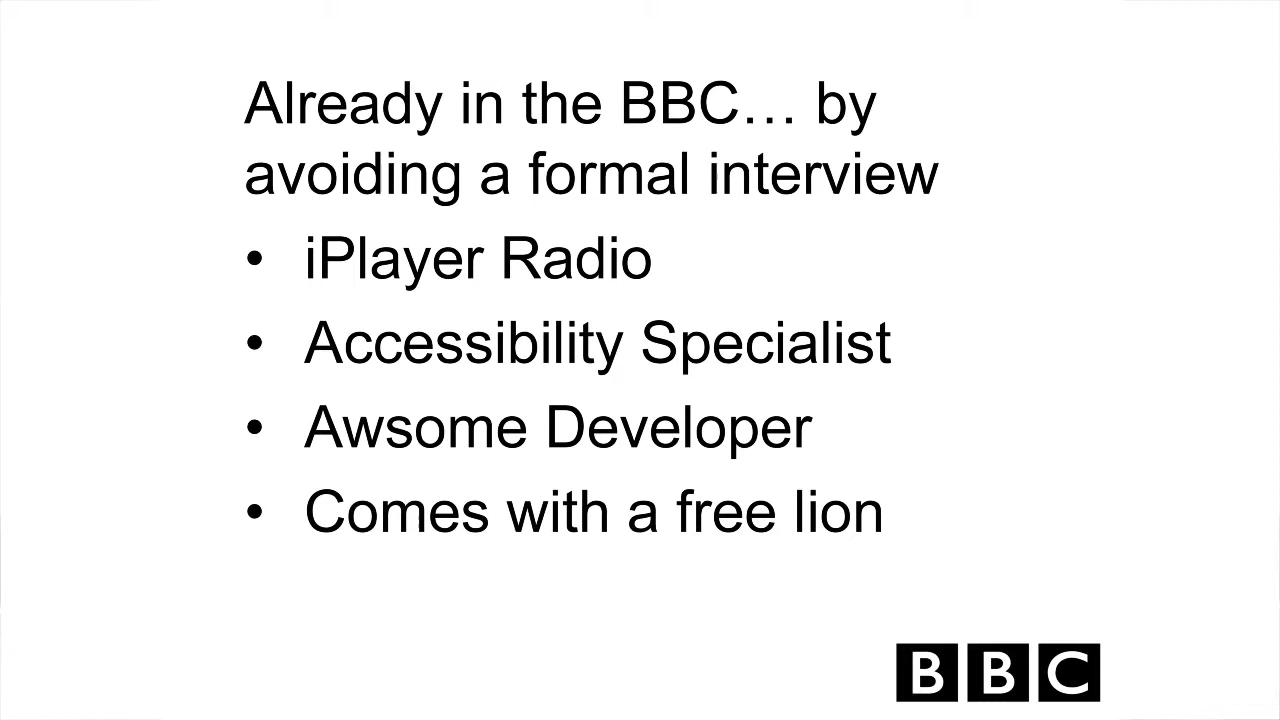 Already in the BBC… by
avoiding a formal interview
• iPlayer Radio
• Accessibility Specialist
• Awsome Developer
• Comes with a free lion
BBC